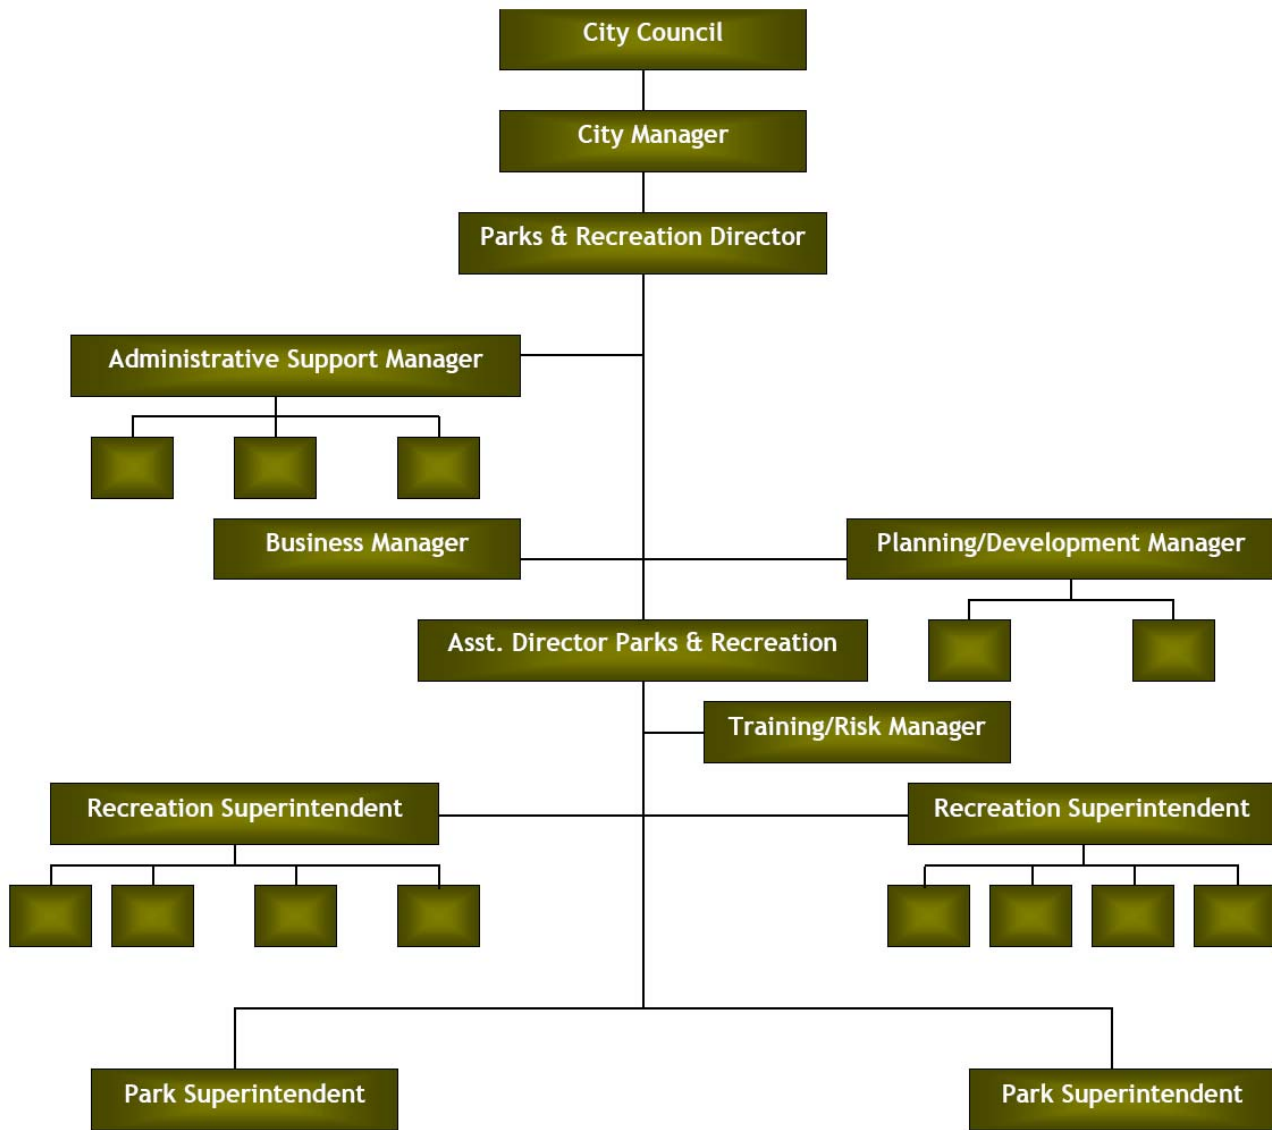 City Council
City Manager
Parks & Recreation Director
Administrative Support Manager
Business Manager
Planning/Development Manager
Asst. Director Parks & Recreation
Training/Risk Manager
Recreation Superintendent
Recreation Superintendent
Park Superintendent
Park Superintendent